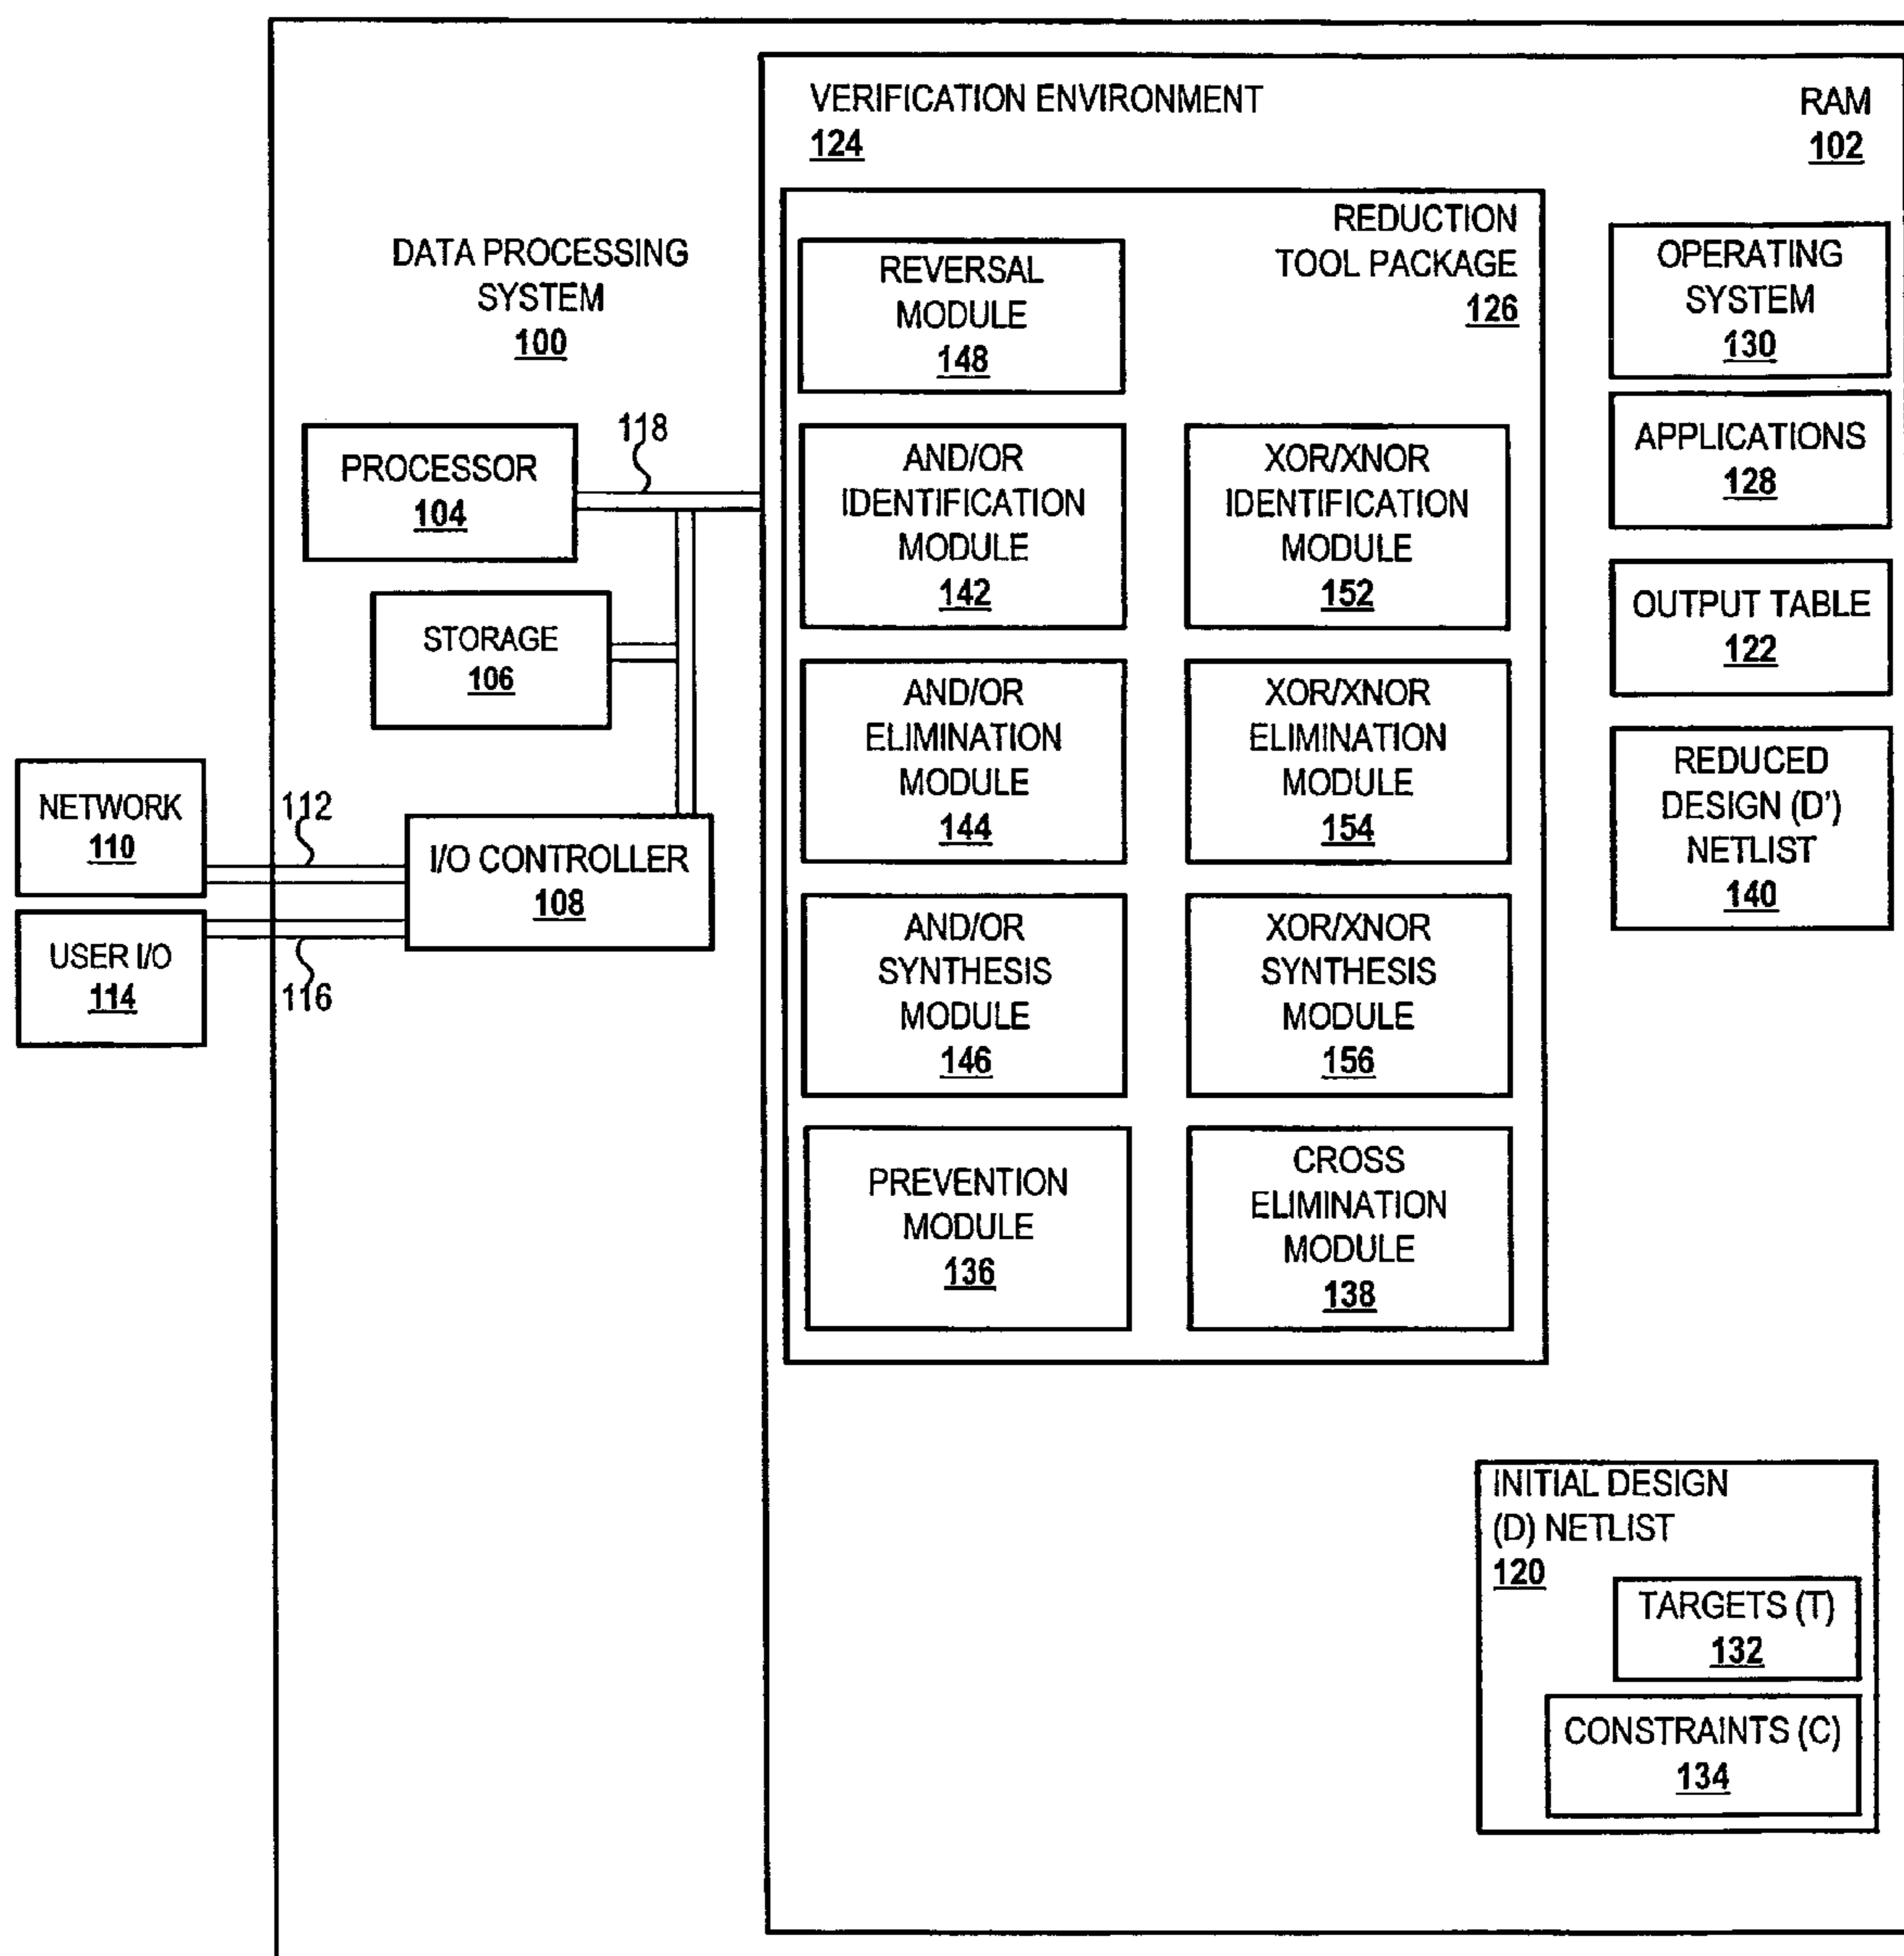 VERIFICATION ENVIRONMENT
124
RAM
102
DATA PROCESSING
SYSTEM
100
REDUCTION
TOOL PACKAGE
126
REVERSAL
MODULE
148
OPERATING
SYSTEM
130
PROCESSOR
104
118
AND/OR
IDENTIFICATION
MODULE
142
XOR/XNOR
IDENTIFICATION
MODULE
152
APPLICATIONS
128
STORAGE
106
OUTPUT TABLE
122
AND/OR
ELIMINATION
MODULE
144
XOR/XNOR
ELIMINATION
MODULE
154
REDUCED
DESIGN (D')
NETLIST
140
NETWORK
110
112
I/O CONTROLLER
108
USER I/O
114
116
AND/OR
SYNTHESIS
MODULE
146
XOR/XNOR
SYNTHESIS
MODULE
156
PREVENTION
MODULE
136
CROSS
ELIMINATION
MODULE
138
INITIAL DESIGN
(D) NETLIST
120
TARGETS (T)
132
CONSTRAINTS (C)
134